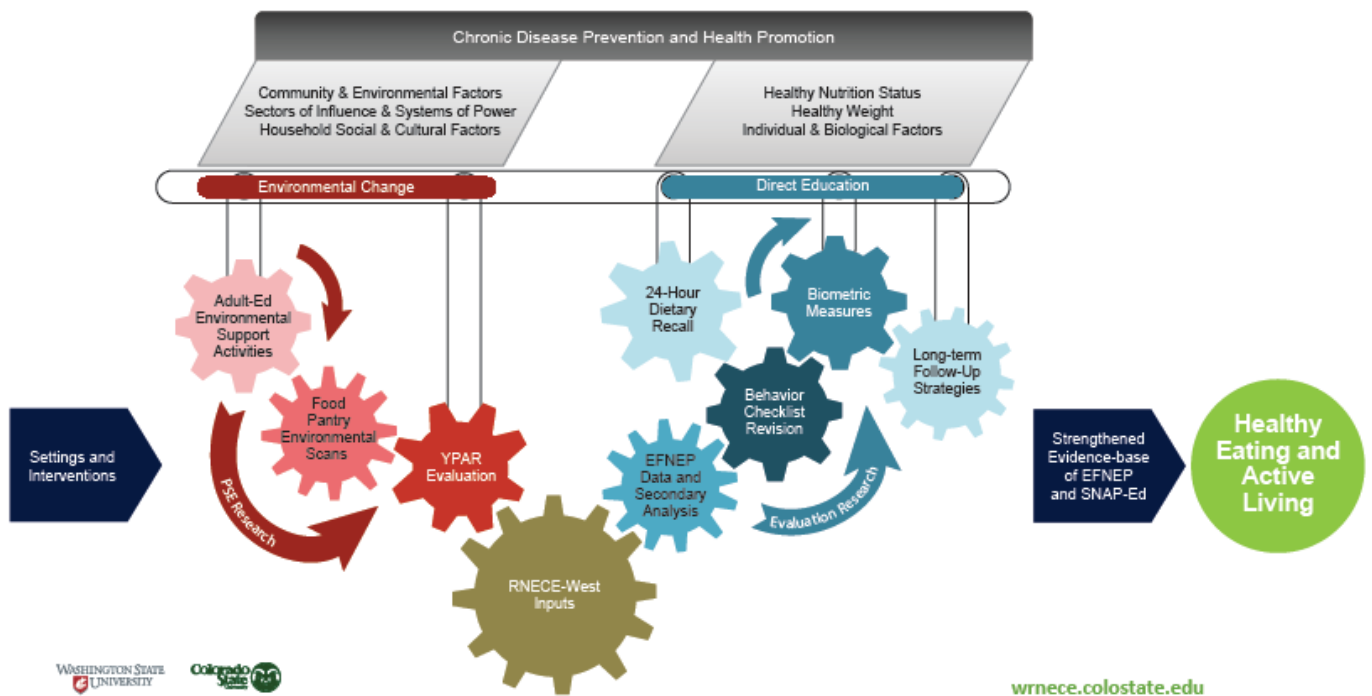 Chronic Disease Prevention and Health Promotion
Community & Environmental Factors
Sectors of Influence & Systems of Power
Household Social & Cultural Factors
Healthy Nutrition Status
Healthy Weight
Individual & Biological Factors
Environmental Change
Direct Education
Adult-Ed
Environmental
Support
Activities
Food
Pantry
Environmental
Scans
YPAR
Evaluation
PSE Research
24-Hour
Dietary
Recall
Biometric
Measures
Long-term
Follow-Up
Strategies
Behavior
Checklist
Revision
EFNEP
Data and
Secondary
Analysis
Evaluation Research
RNECE-West
Inputs
Settings and
Interventions
Strengthened
Evidence-base
of EFNEP
and SNAP-Ed
Healthy
Eating and
Active
Living
WASHINGTON STATE
UNIVERSITY
Colorado
State
wrnece.colostate.edu